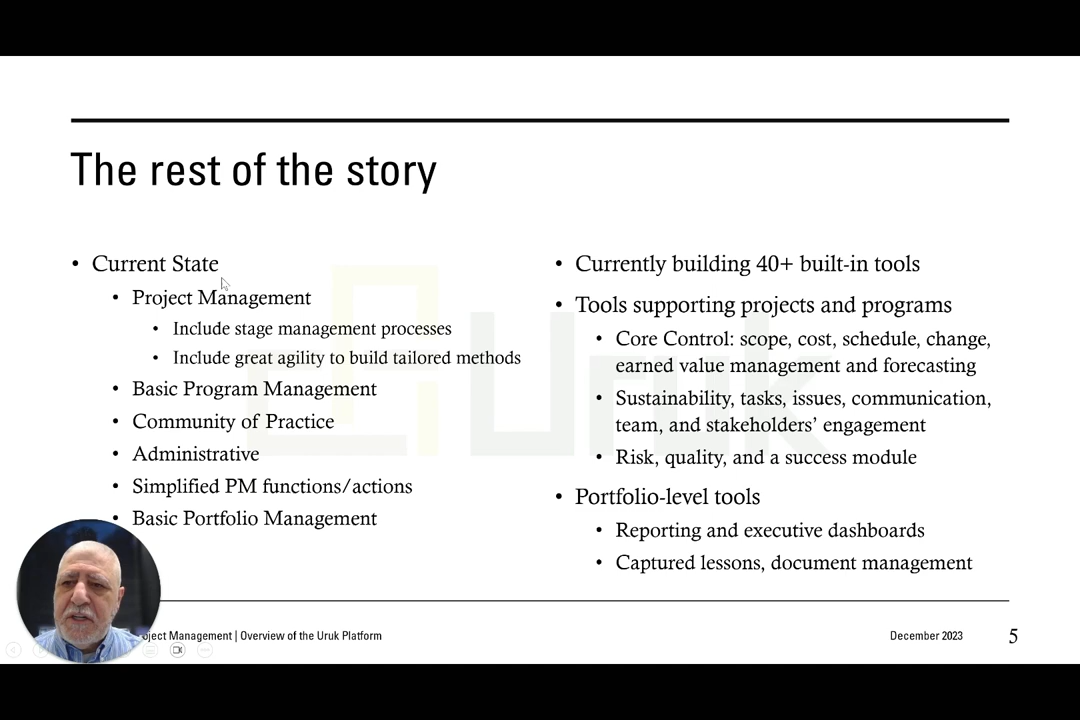 The rest of the story
• Current State
• Project Management
• Include stage management processes
• Include great agility to build tailored methods
• Basic Program Management
• Community of Practice
• Administrative
• Simplified PM functions/actions
• Basic Portfolio Management
• Currently building 40+ built-in tools
• Tools supporting projects and programs
• Core Control: scope, cost, schedule, change,
earned value management and forecasting
• Sustainability, tasks, issues, communication,
team, and stakeholders’ engagement
• Risk, quality, and a success module
• Portfolio-level tools
• Reporting and executive dashboards
• Captured lessons, document management
Uruk
Management | Overview of the Uruk Platform
December 2023
5